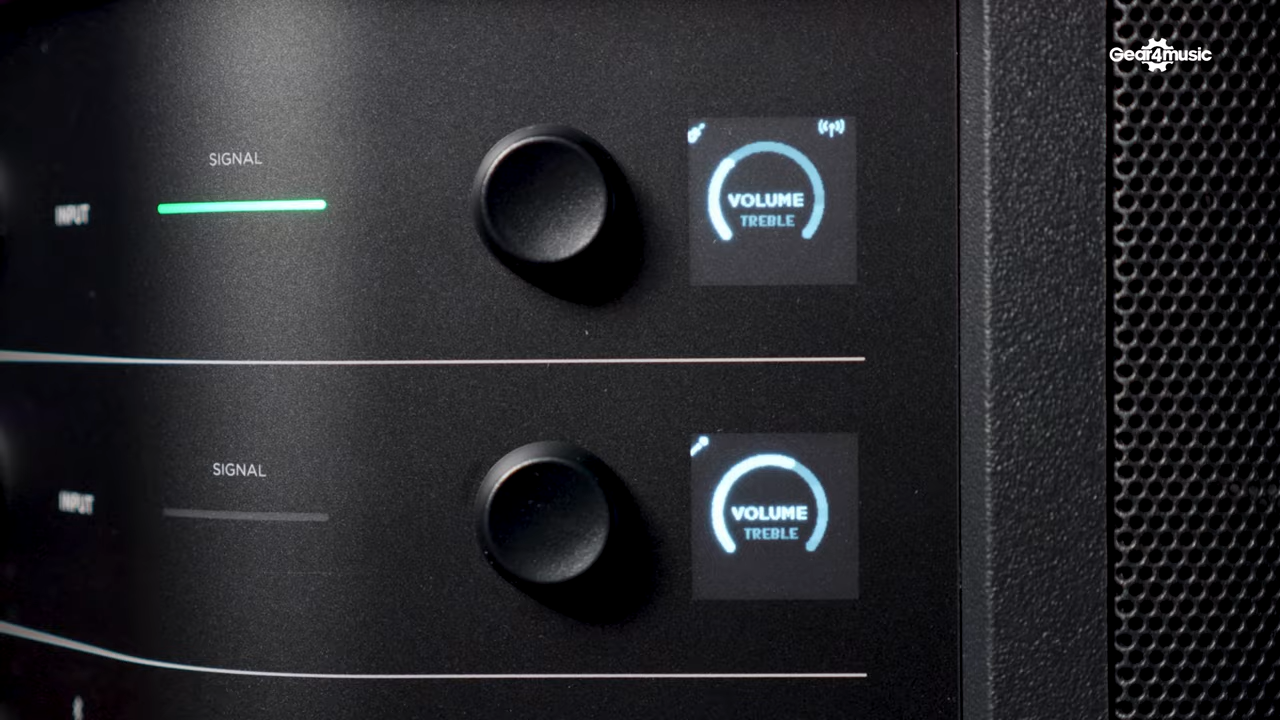 Gear4music
SIGNAL
INPUT
VOLUME
TREBLE
SIGNAL
INPUT
VOLUME
TREBLE